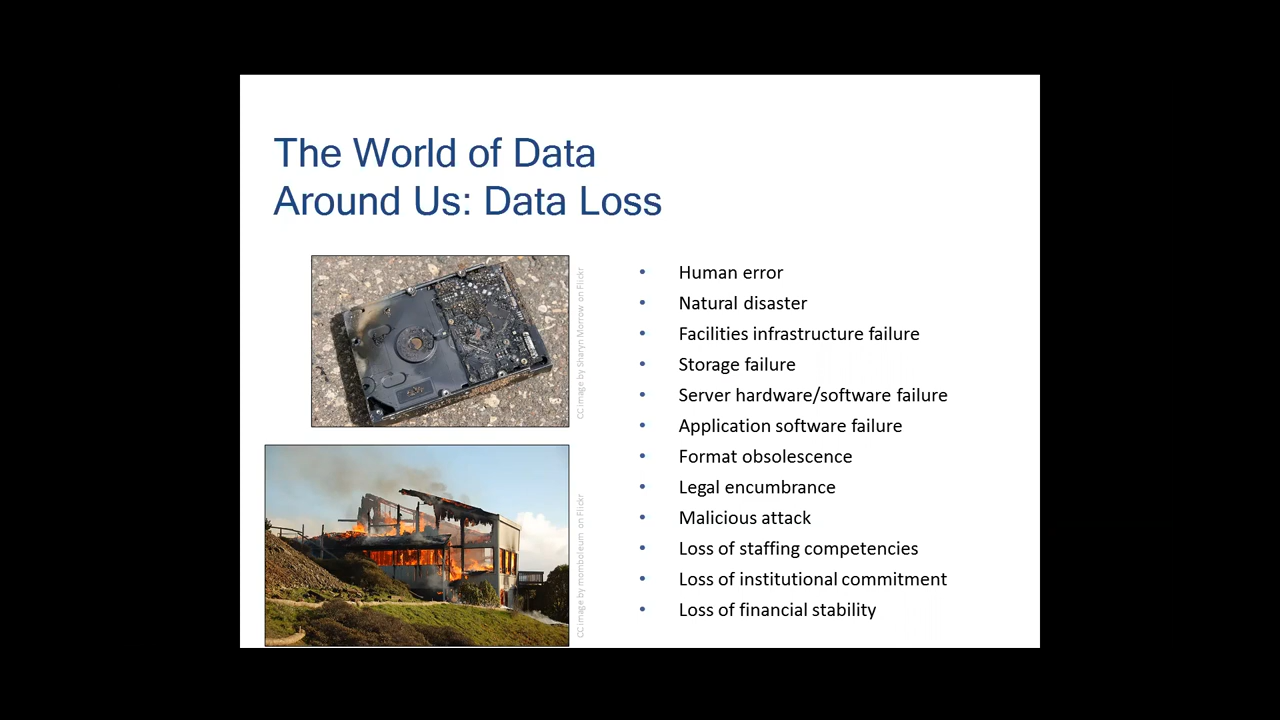 The World of Data
Around Us: Data Loss
CC image by Sharyn Morrow on Flickr
CC image by momboleum on Flickr
• Human error
• Natural disaster
• Facilities infrastructure failure
• Storage failure
• Server hardware/software failure
• Application software failure
• Format obsolescence
• Legal encumbrance
• Malicious attack
• Loss of staffing competencies
• Loss of institutional commitment
• Loss of financial stability